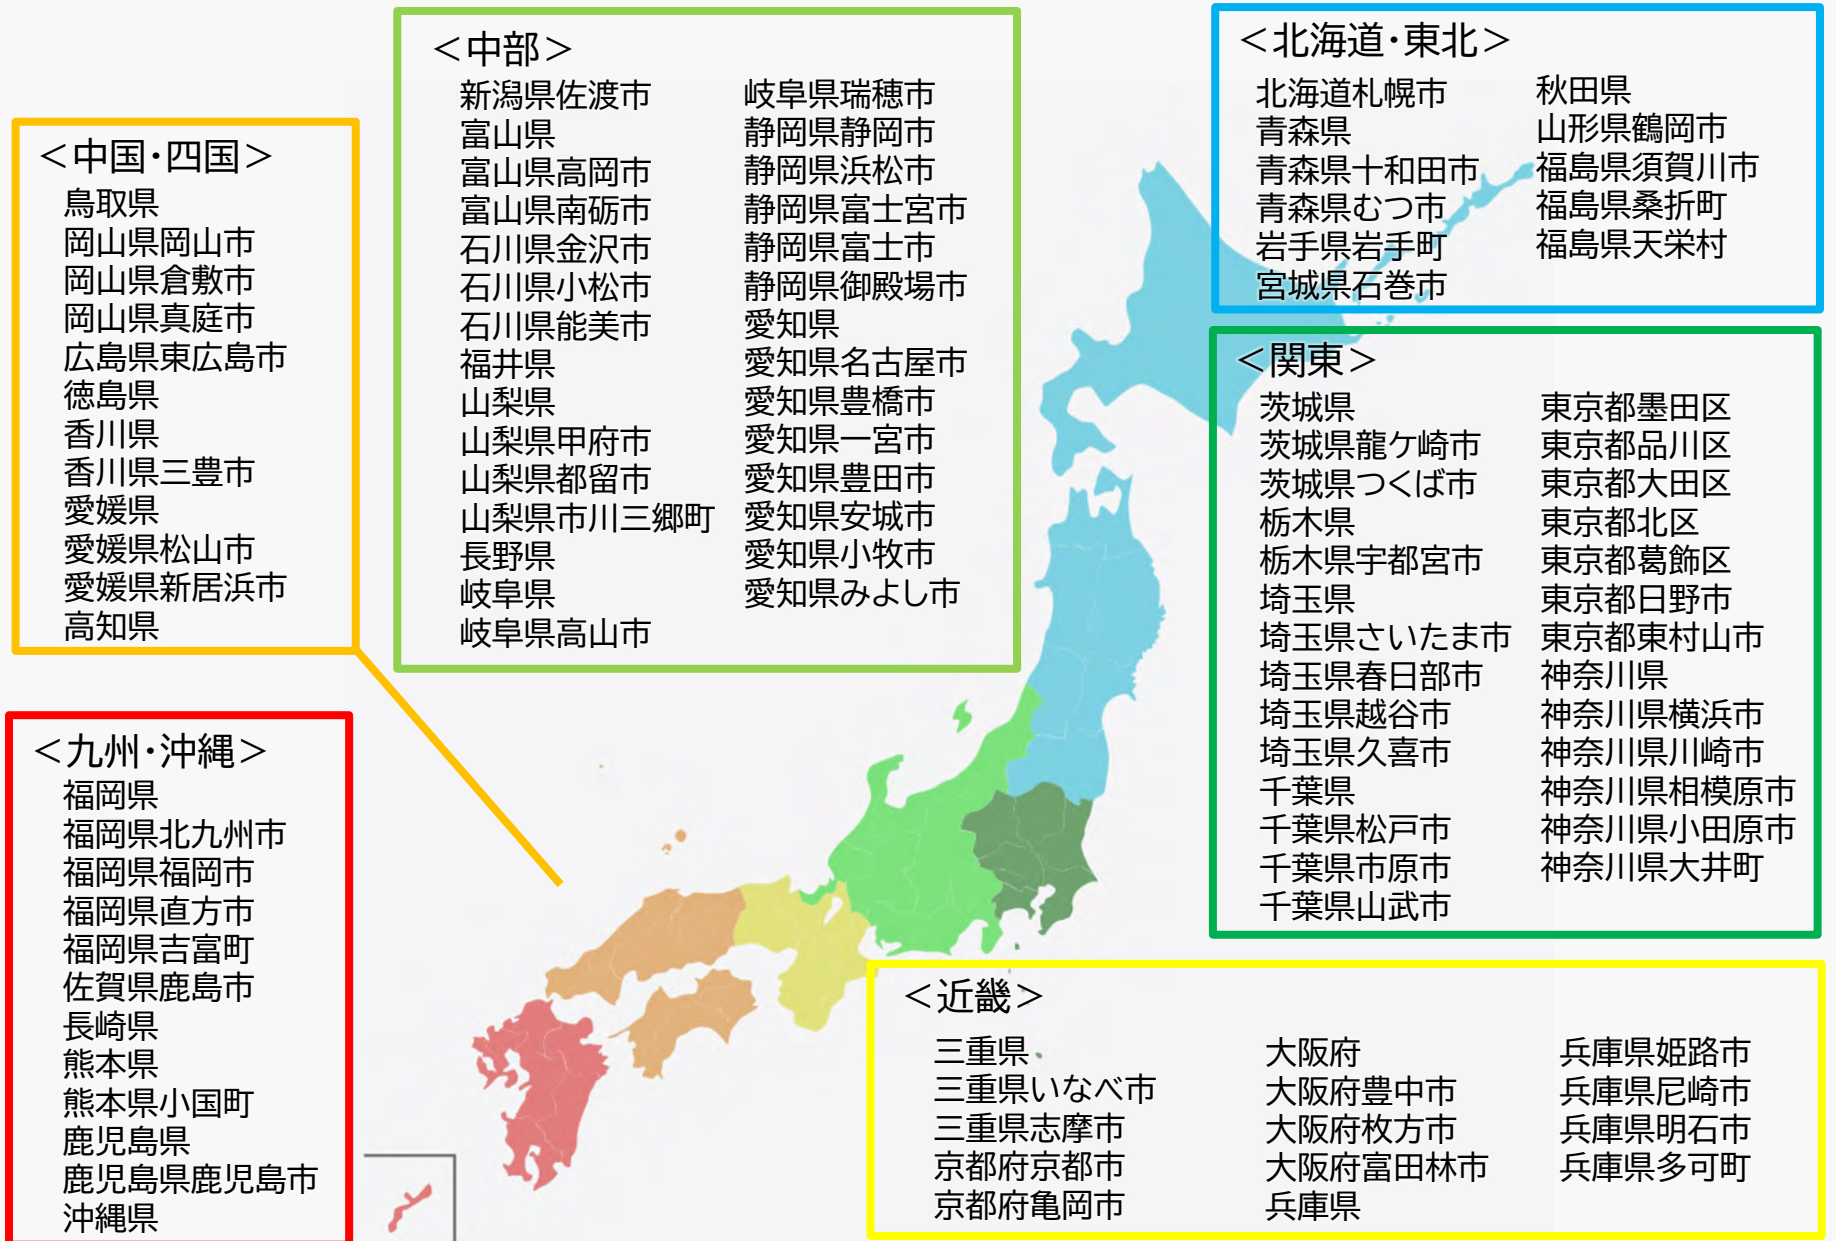 ＜中部＞
新潟県佐渡市
富山県
富山県高岡市
富山県南砺市
石川県金沢市
石川県小松市
石川県能美市
福井県
山梨県
山梨県甲府市
山梨県都留市
山梨県市川三郷町
長野県
岐阜県
岐阜県高山市
岐阜県瑞穂市
静岡県静岡市
静岡県浜松市
静岡県富士宮市
静岡県富士市
静岡県御殿場市
愛知県
愛知県名古屋市
愛知県豊橋市
愛知県一宮市
愛知県豊田市
愛知県安城市
愛知県小牧市
愛知県みよし市
＜北海道･東北＞
北海道札幌市
青森県
青森県十和田市
青森県むつ市
岩手県岩手町
宮城県石巻市
秋田県
山形県鶴岡市
福島県須賀川市
福島県桑折町
福島県天栄村
＜中国･四国＞
鳥取県
岡山県岡山市
岡山県倉敷市
岡山県真庭市
広島県東広島市
徳島県
香川県
香川県三豊市
愛媛県
愛媛県松山市
愛媛県新居浜市
高知県
＜関東＞
茨城県
茨城県龍ケ崎市
茨城県つくば市
栃木県
栃木県宇都宮市
埼玉県
埼玉県さいたま市
埼玉県春日部市
埼玉県越谷市
埼玉県久喜市
千葉県
千葉県松戸市
千葉県市原市
千葉県山武市
東京都墨田区
東京都品川区
東京都大田区
東京都北区
東京都葛飾区
東京都日野市
東京都東村山市
神奈川県
神奈川県横浜市
神奈川県川崎市
神奈川県相模原市
神奈川県小田原市
神奈川県大井町
＜九州･沖縄＞
福岡県
福岡県北九州市
福岡県福岡市
福岡県直方市
福岡県吉富町
佐賀県鹿島市
長崎県
熊本県
熊本県小国町
鹿児島県
鹿児島県鹿児島市
沖縄県
＜近畿＞
三重県
三重県いなべ市
三重県志摩市
京都府京都市
京都府亀岡市
大阪府
大阪府豊中市
大阪府枚方市
大阪府富田林市
兵庫県
兵庫県姫路市
兵庫県尼崎市
兵庫県明石市
兵庫県多可町